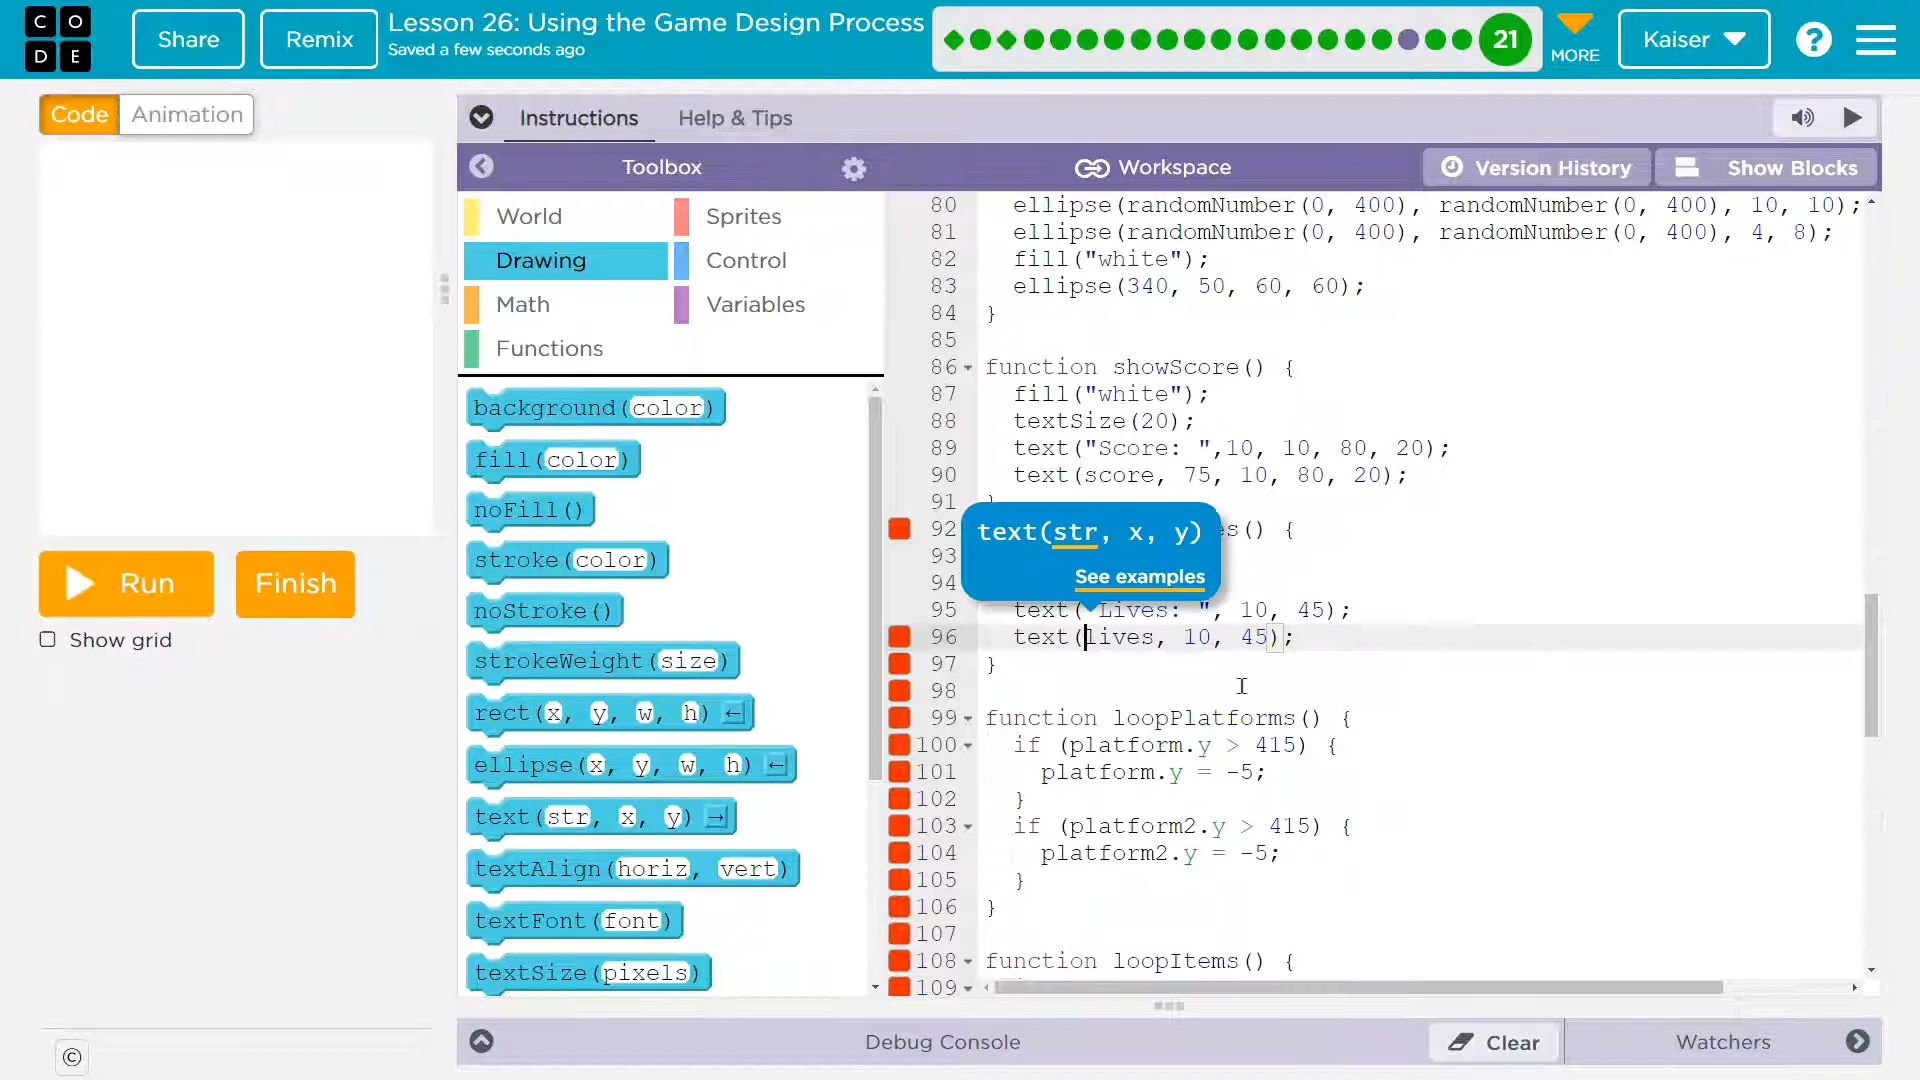 CODE
Share
Remix
Lesson 26: Using the Game Design Process
Saved a few seconds ago
21
MORE
Kaiser
?
Code
Animation
Instructions
Help & Tips
Toolbox
Workspace
Version History
Show Blocks
World
Sprites
Drawing
Control
Math
Variables
Functions
background(color)
fill(color)
noFill()
stroke(color)
noStroke()
strokeWeight(size)
rect(x, y, w, h) ←
ellipse(x, y, w, h) ←
text(str, x, y) →
textAlign(horiz, vert)
textFont(font)
textSize(pixels)
80 ellipse(randomNumber(0, 400), randomNumber(0, 400), 10, 10);
81 ellipse(randomNumber(0, 400), randomNumber(0, 400), 4, 8);
82 fill("white");
83 ellipse(340, 50, 60, 60);
84 }
85
86 function showScore() {
87 fill("white");
88 textSize(20);
89 text("Score: ",10, 10, 80, 20);
90 text(score, 75, 10, 80, 20);
91
92 es() {
93
94
text(str, x, y)
See examples
95 text("Lives: ", 10, 45);
96 text(lives, 10, 45);
97 }
98
99 function loopPlatforms() {
100 if (platform.y > 415) {
101 platform.y = -5;
102 }
103 if (platform2.y > 415) {
104 platform2.y = -5;
105 }
106 }
107
108 function loopItems() {
109
Run
Finish
Show grid
©
Debug Console
Clear
Watchers